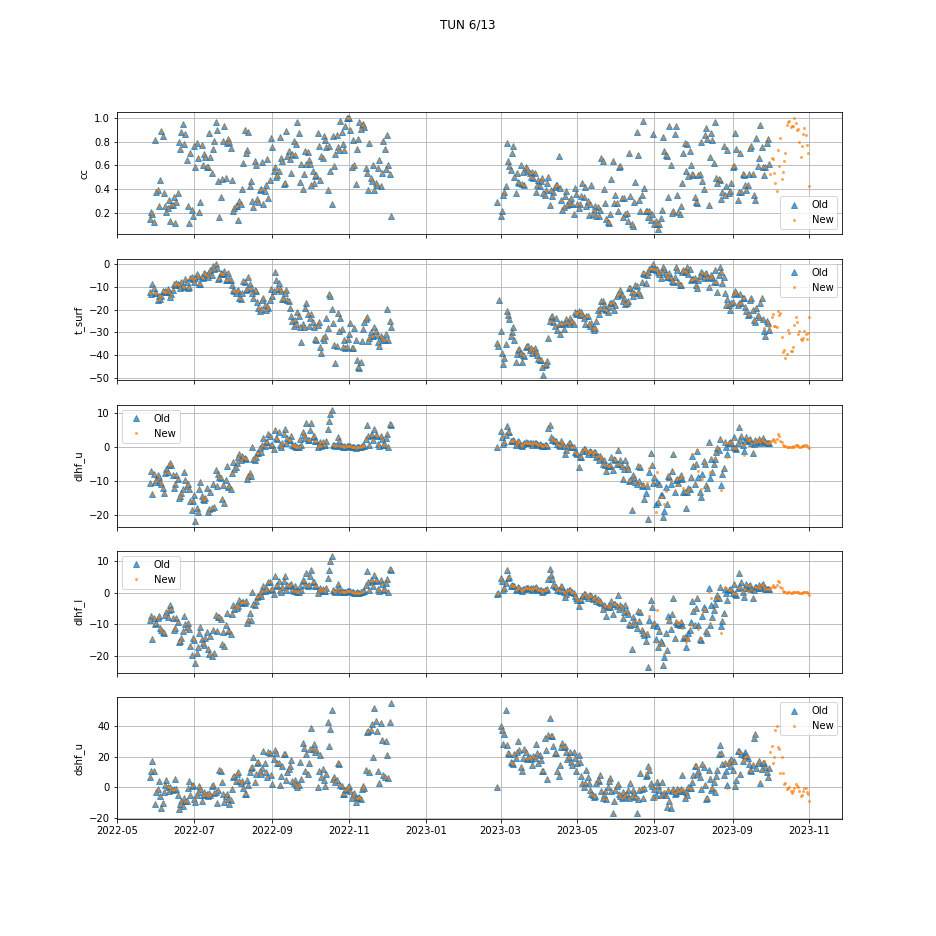 TUN 6/13
1.0
0.8
0.6
0.4
0.2
cc
Old
New
0
−10
−20
−30
−40
−50
t_surf
Old
New
10
0
−10
−20
dlhf_u
Old
New
10
0
−10
−20
dlhf_l
Old
New
40
20
0
−20
dshf_u
Old
New
2022-05
2022-07
2022-09
2022-11
2023-01
2023-03
2023-05
2023-07
2023-09
2023-11